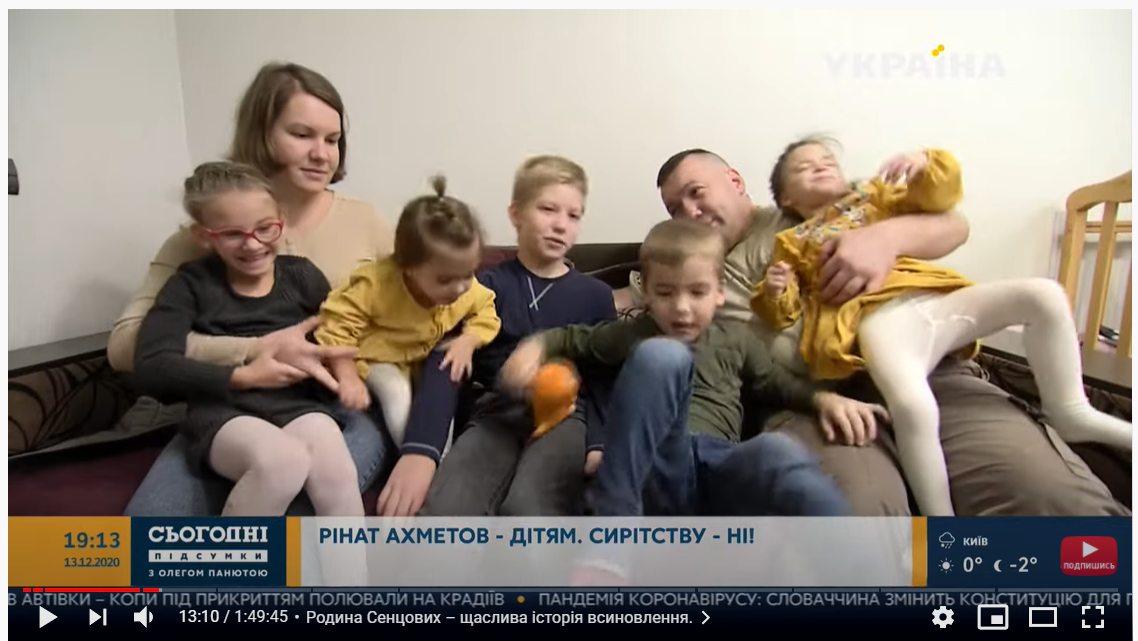 УКРАЇНА
19:13
13.12.2020
СЬОГОДНІ
ПІДСУМКИ
З ОЛЕГОМ ПАНЮТОЮ
РІНАТ АХМЕТОВ - ДІТЯМ. СИРІТСТВУ - НІ!
КИЇВ
0° -2°
подпишись
В АВТІВКИ – КОПИ ПІД ПРИКРИТТЯМ ПОЛЮВАЛИ НА КРАДІЇВ • ПАНДЕМІЯ КОРОНАВІРУСУ: СЛОВАЧЧИНА ЗМІНИТЬ КОНСТИТУЦІЮ ДЛЯ
13:10 / 1:49:45 • Родина Сенцових – щаслива історія всиновлення.